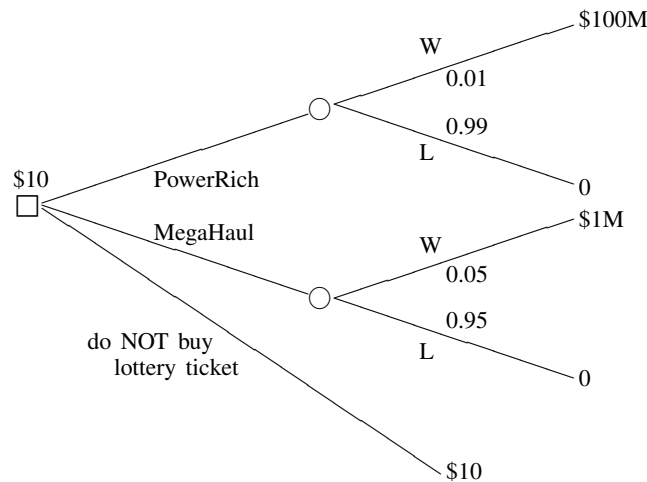 $100M
W
0.01
0.99
L
$10
PowerRich
0
MegaHaul
$1M
W
0.05
0.95
do NOT buy
lottery ticket
L
0
$10